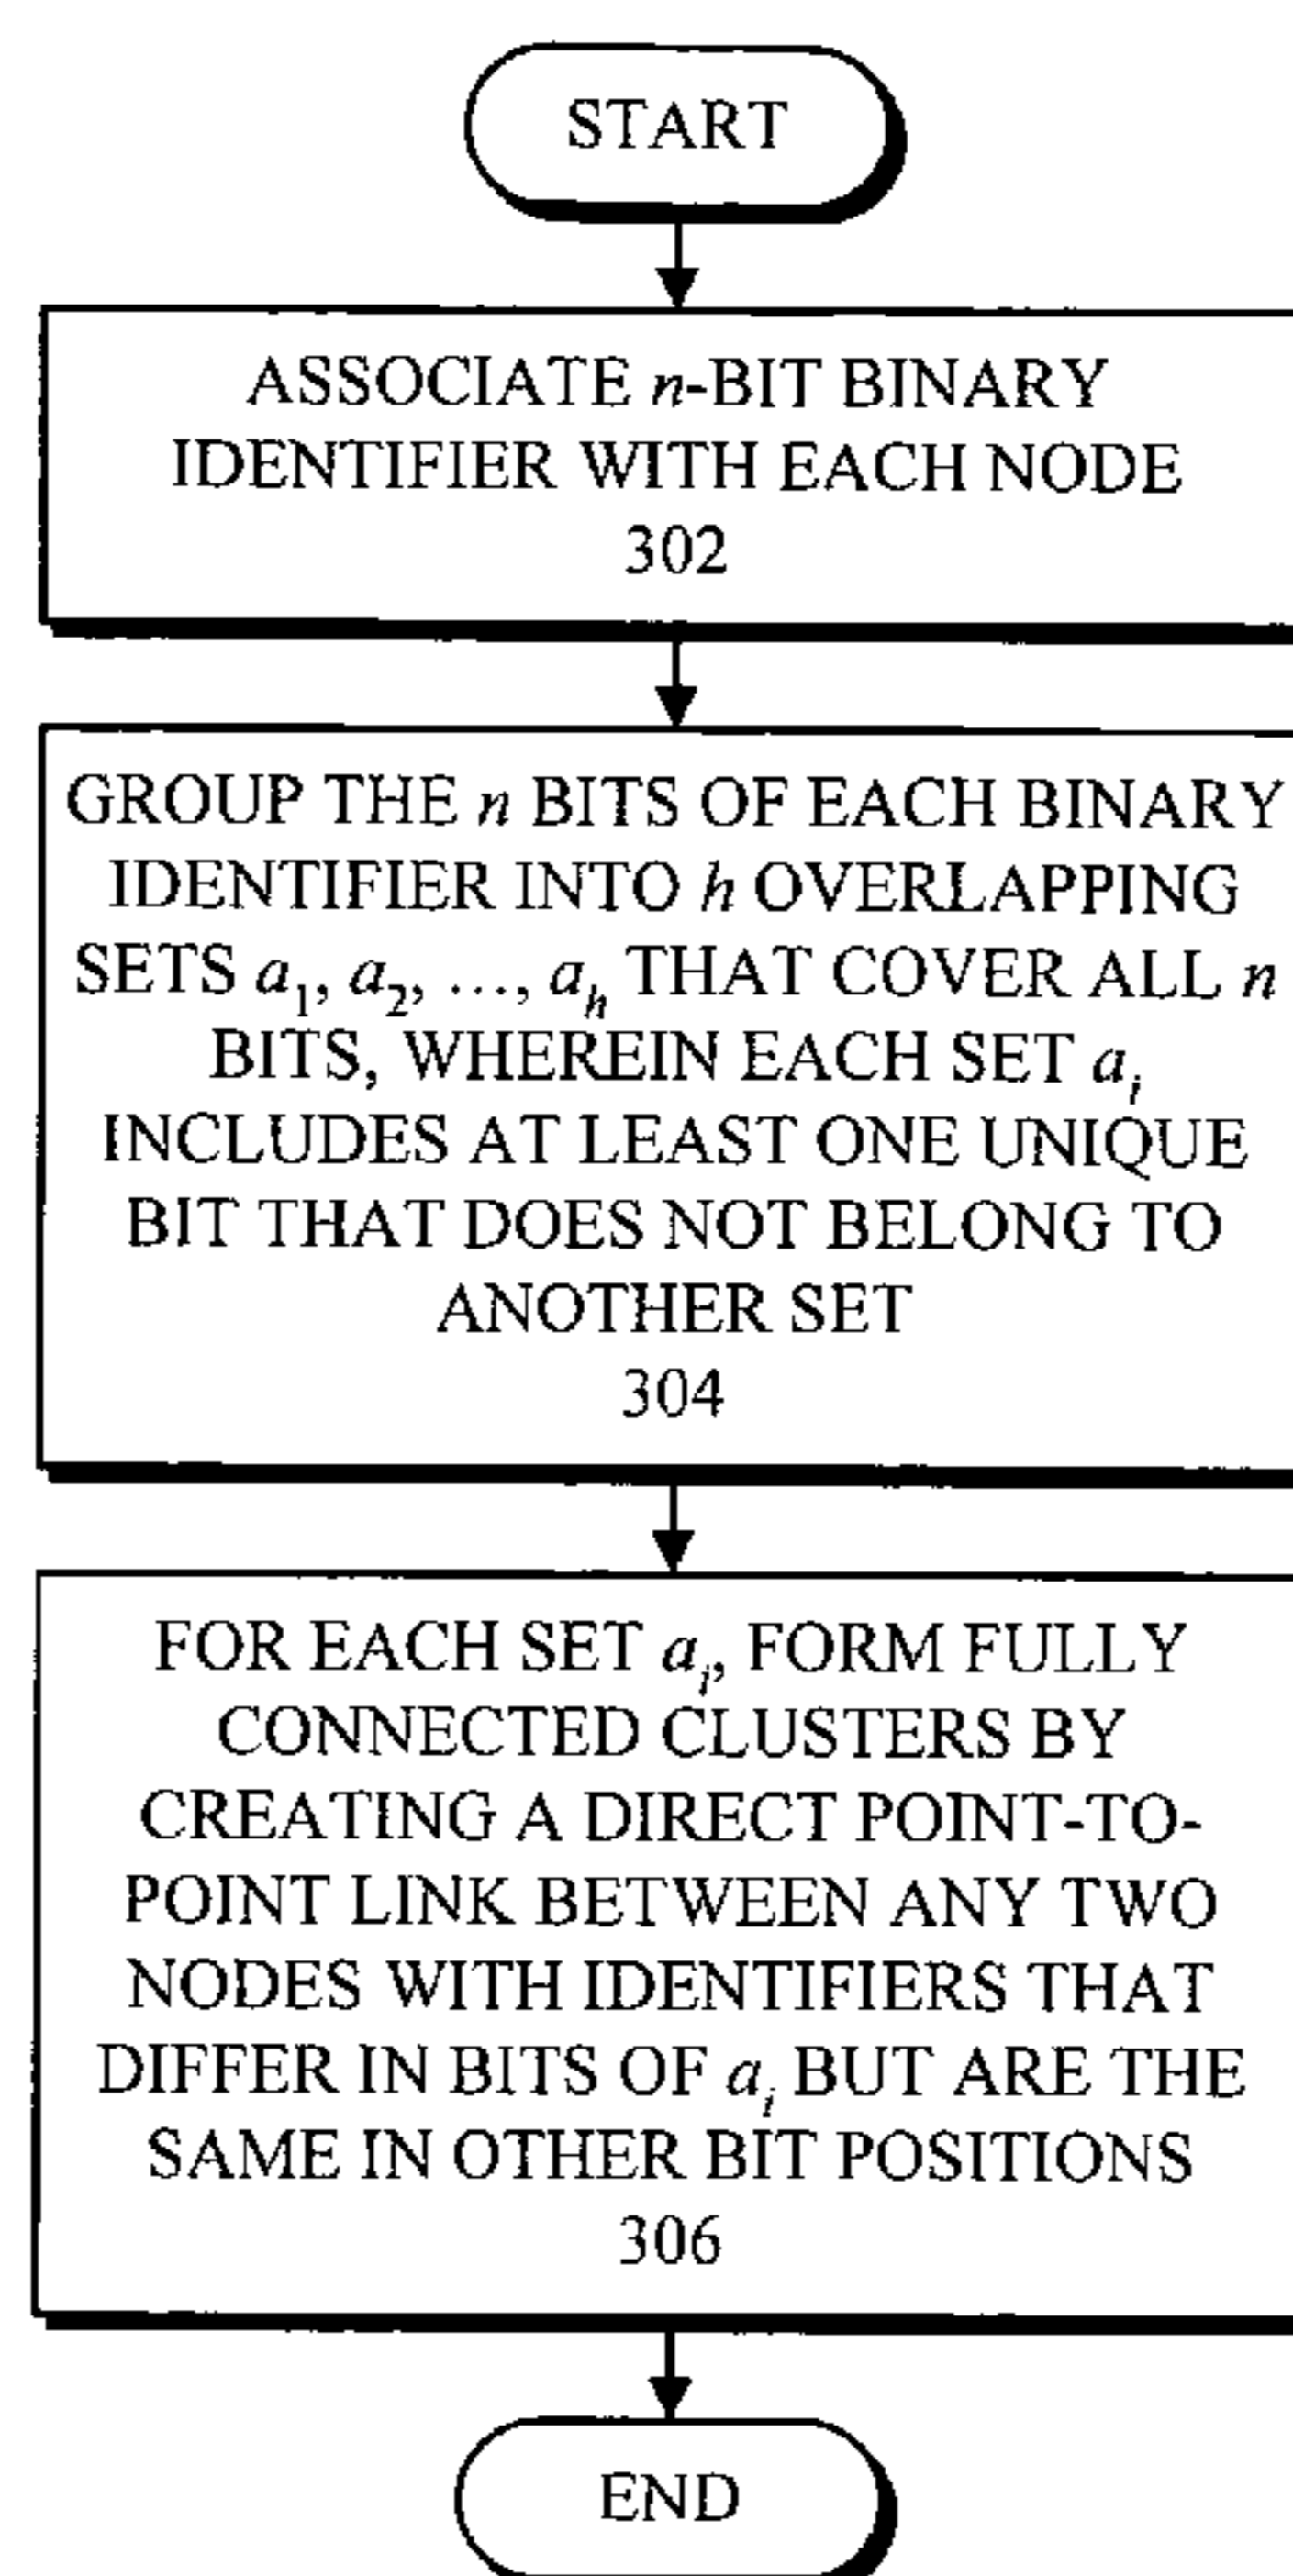 START
ASSOCIATE n-BIT BINARY
IDENTIFIER WITH EACH NODE
302
GROUP THE n BITS OF EACH BINARY
IDENTIFIER INTO h OVERLAPPING
SETS a1, a2, ..., ah THAT COVER ALL n
BITS, WHEREIN EACH SET ai
INCLUDES AT LEAST ONE UNIQUE
BIT THAT DOES NOT BELONG TO
ANOTHER SET
304
FOR EACH SET ai, FORM FULLY
CONNECTED CLUSTERS BY
CREATING A DIRECT POINT-TO-
POINT LINK BETWEEN ANY TWO
NODES WITH IDENTIFIERS THAT
DIFFER IN BITS OF ai BUT ARE THE
SAME IN OTHER BIT POSITIONS
306
END